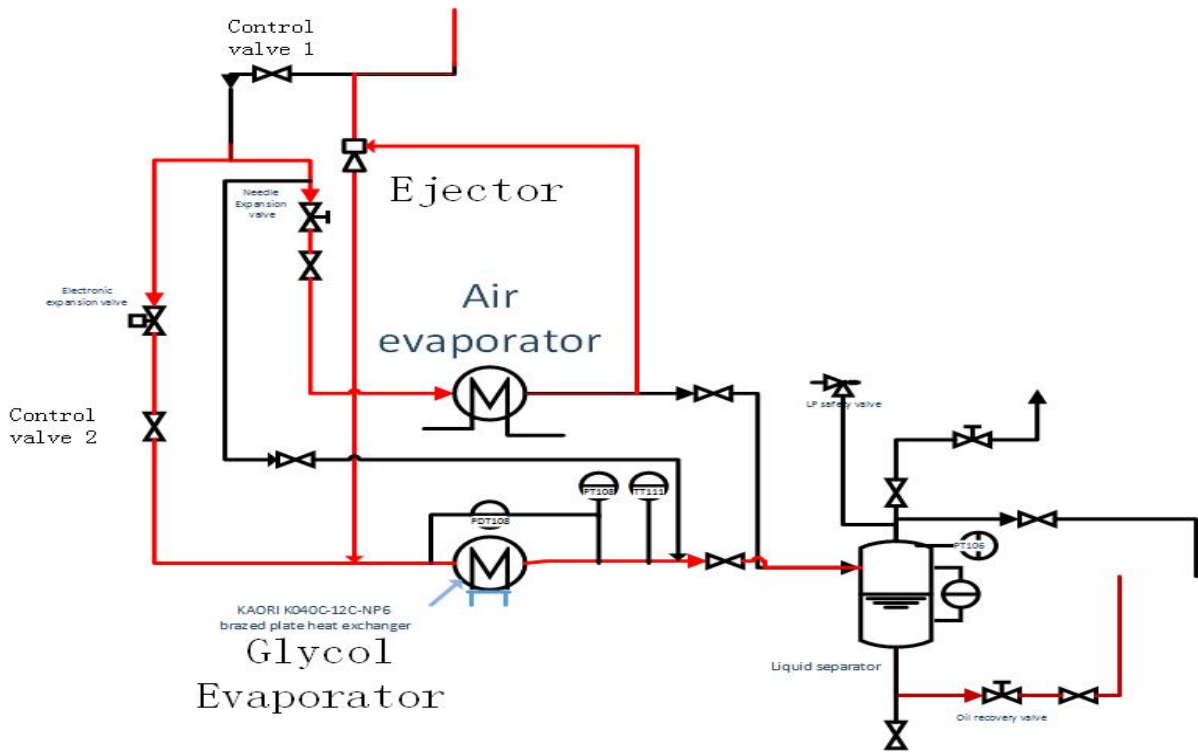 Control
valve 1
Needle
Expansion
valve
Ejector
Electronic
expansion valve
Air
evaporator
Control
valve 2
LP safety valve
PT108
TT111
PDT108
PT106
KAORI K040C-12C-NP6
brazed plate heat exchanger
Glycol
Evaporator
Liquid separator
Oil recovery valve